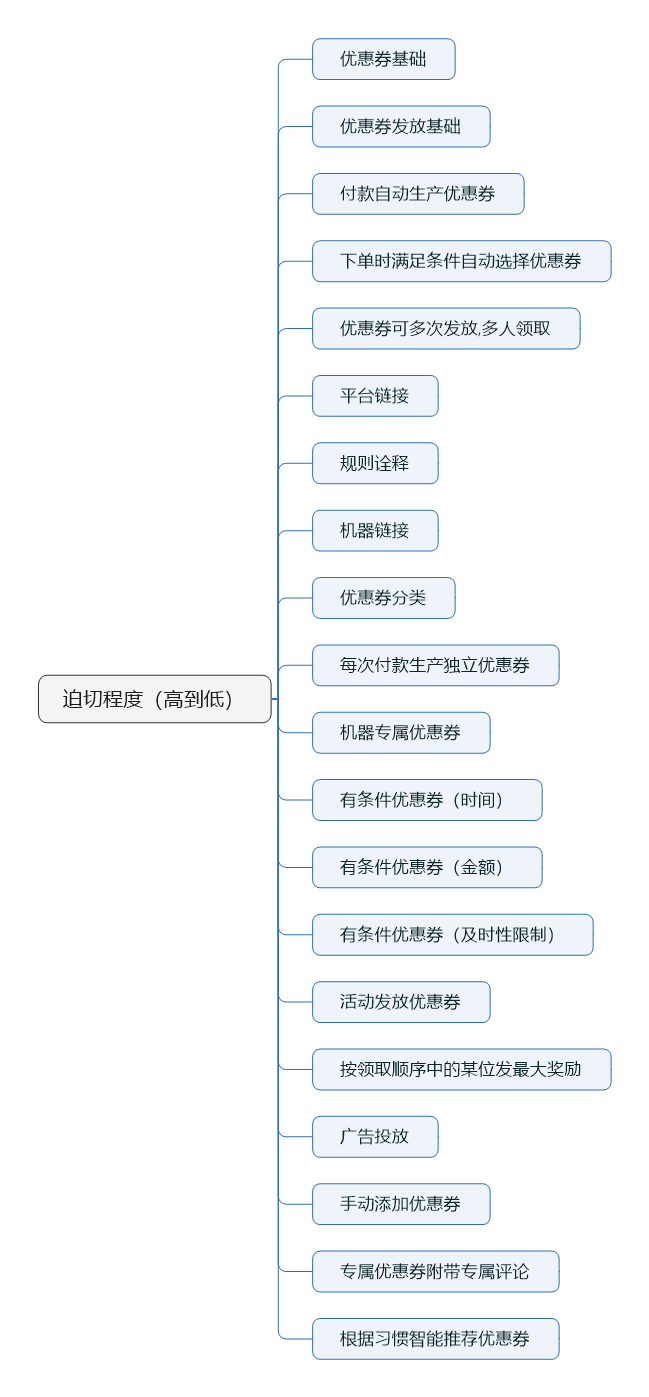 优惠券基础
优惠券发放基础
付款自动生产优惠券
下单时满足条件自动选择优惠券
优惠券可多次发放,多人领取
平台链接
规则诠释
机器链接
优惠券分类
每次付款生产独立优惠券
迫切程度（高到低）
机器专属优惠券
有条件优惠券（时间）
有条件优惠券（金额）
有条件优惠券（及时性限制）
活动发放优惠券
按领取顺序中的某位发最大奖励
广告投放
手动添加优惠券
专属优惠券附带专属评论
根据习惯智能推荐优惠券